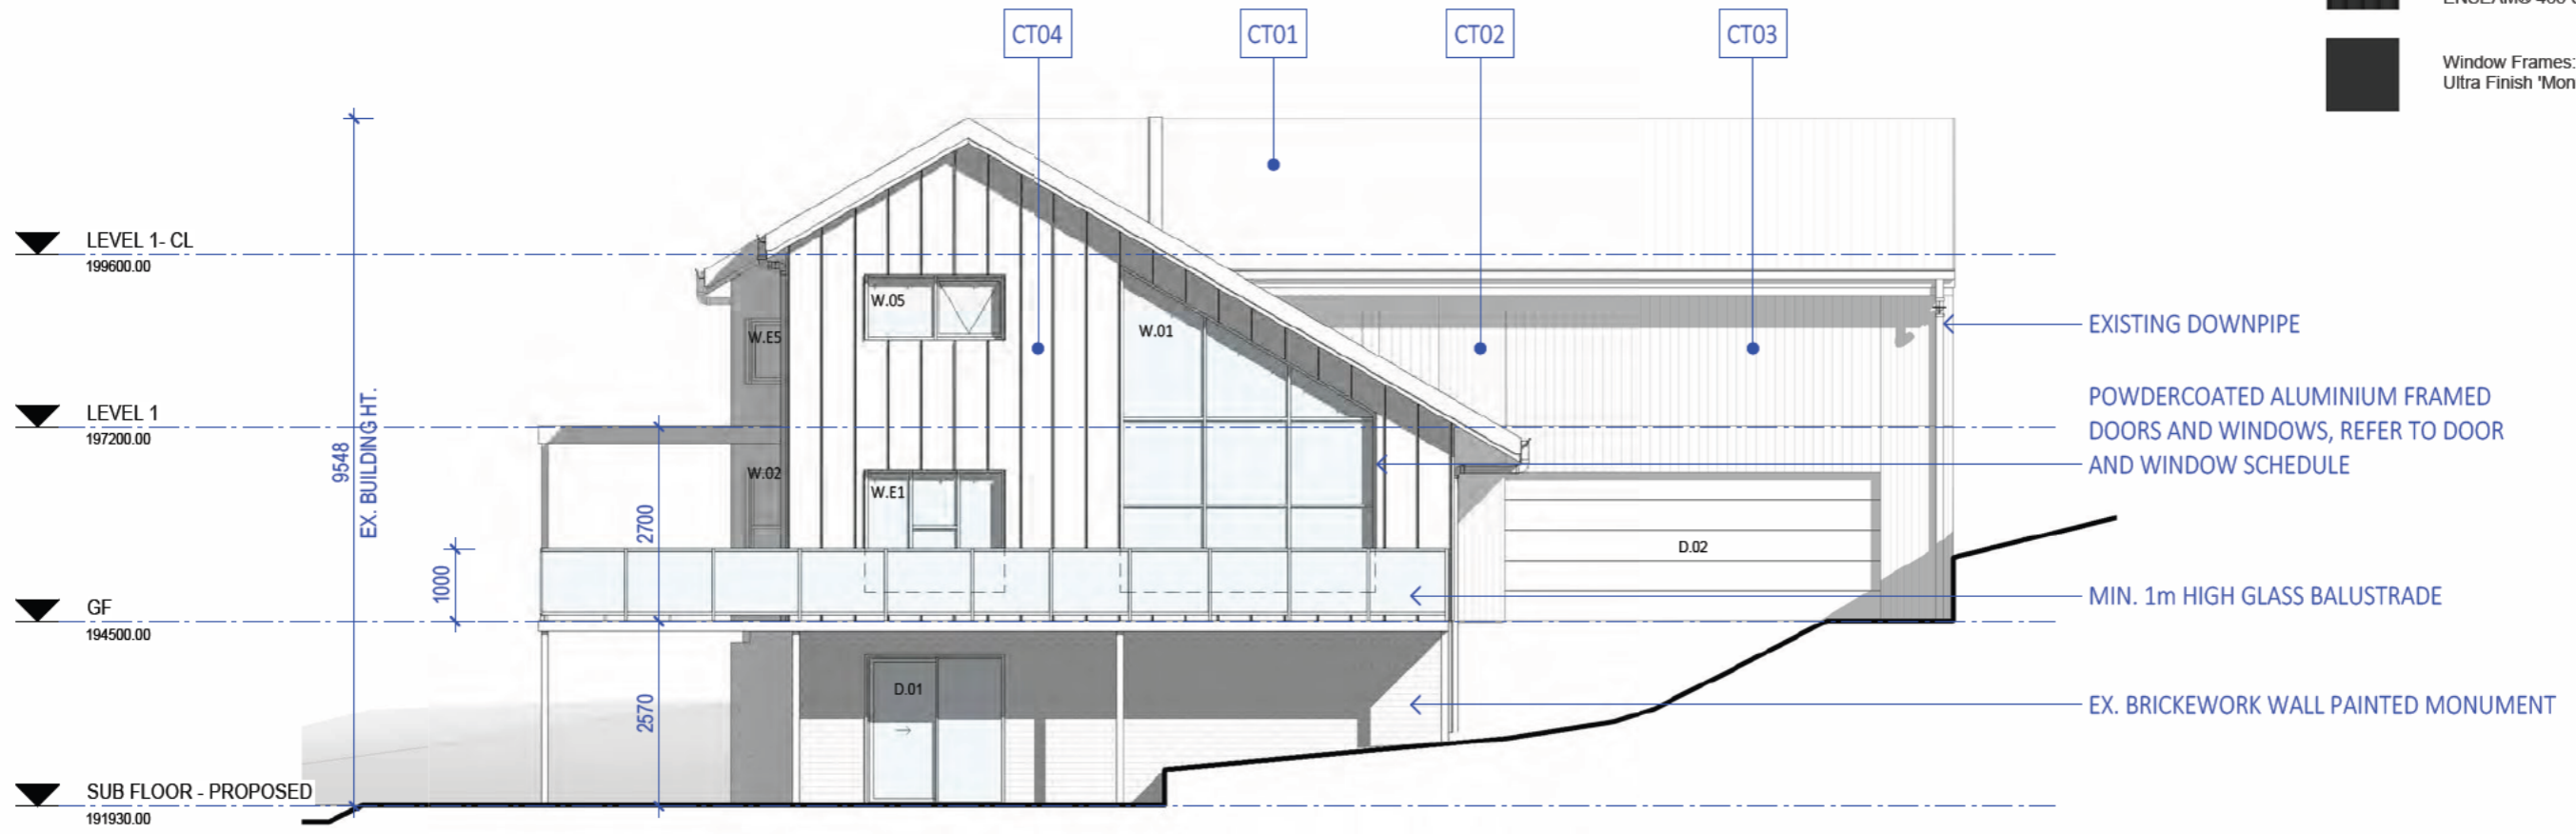 CT04
CT01
CT02
CT03
Window Frames:
Ultra Finish 'Mon
LEVEL 1- CL
199600.00
W.05
W.E5
W.01
EXISTING DOWNPIPE
POWDERCOATED ALUMINIUM FRAMED
DOORS AND WINDOWS, REFER TO DOOR
AND WINDOW SCHEDULE
LEVEL 1
197200.00
9548
EX. BUILDING HT.
W.02
W.E1
2700
D.02
1000
MIN. 1m HIGH GLASS BALUSTRADE
GF
194500.00
D.01
2570
EX. BRICKEWORK WALL PAINTED MONUMENT
SUB FLOOR - PROPOSED
191930.00